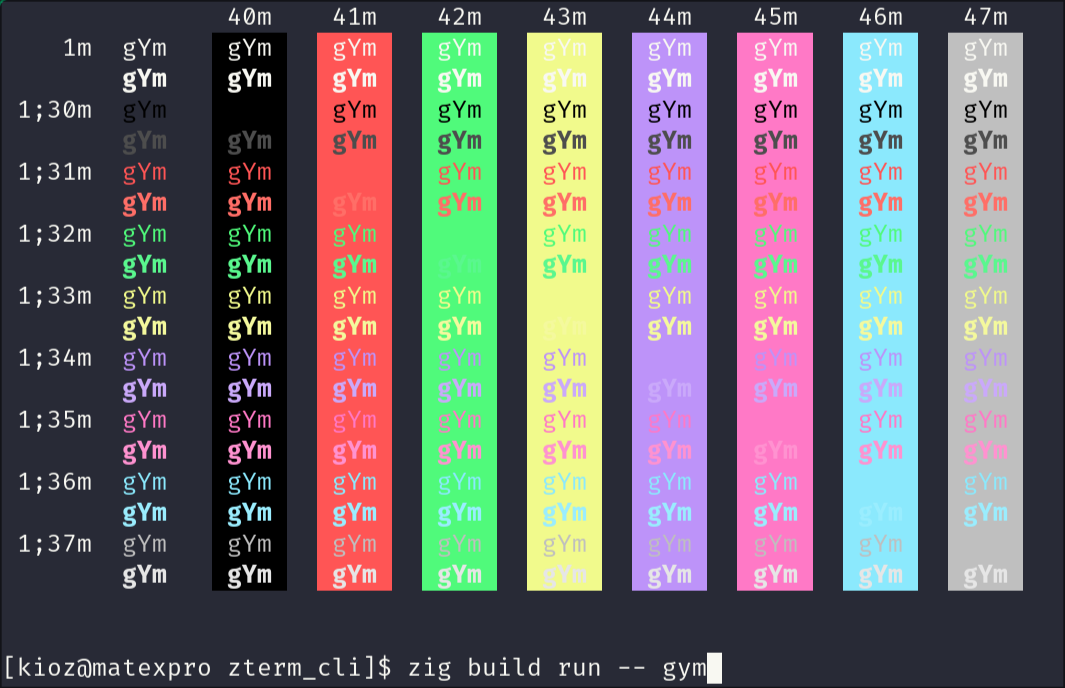 40m 41m 42m 43m 44m 45m 46m 47m
1m gYm gYm gYm gYm gYm gYm gYm gYm gYm
gYm gYm gYm gYm gYm gYm gYm gYm gYm
1;30m gYm gYm gYm gYm gYm gYm gYm gYm
gYm gYm gYm gYm gYm gYm gYm gYm gYm
1;31m gYm gYm gYm gYm gYm gYm gYm gYm
gYm gYm gYm gYm gYm gYm gYm gYm gYm
1;32m gYm gYm gYm gYm gYm gYm gYm gYm
gYm gYm gYm gYm gYm gYm gYm gYm gYm
1;33m gYm gYm gYm gYm gYm gYm gYm gYm
gYm gYm gYm gYm gYm gYm gYm gYm gYm
1;34m gYm gYm gYm gYm gYm gYm gYm gYm
gYm gYm gYm gYm gYm gYm gYm gYm gYm
1;35m gYm gYm gYm gYm gYm gYm gYm gYm
gYm gYm gYm gYm gYm gYm gYm gYm gYm
1;36m gYm gYm gYm gYm gYm gYm gYm gYm
gYm gYm gYm gYm gYm gYm gYm gYm gYm
1;37m gYm gYm gYm gYm gYm gYm gYm gYm
gYm gYm gYm gYm gYm gYm gYm gYm gYm
[kioz@matexpro zterm_cli]$ zig build run -- gym